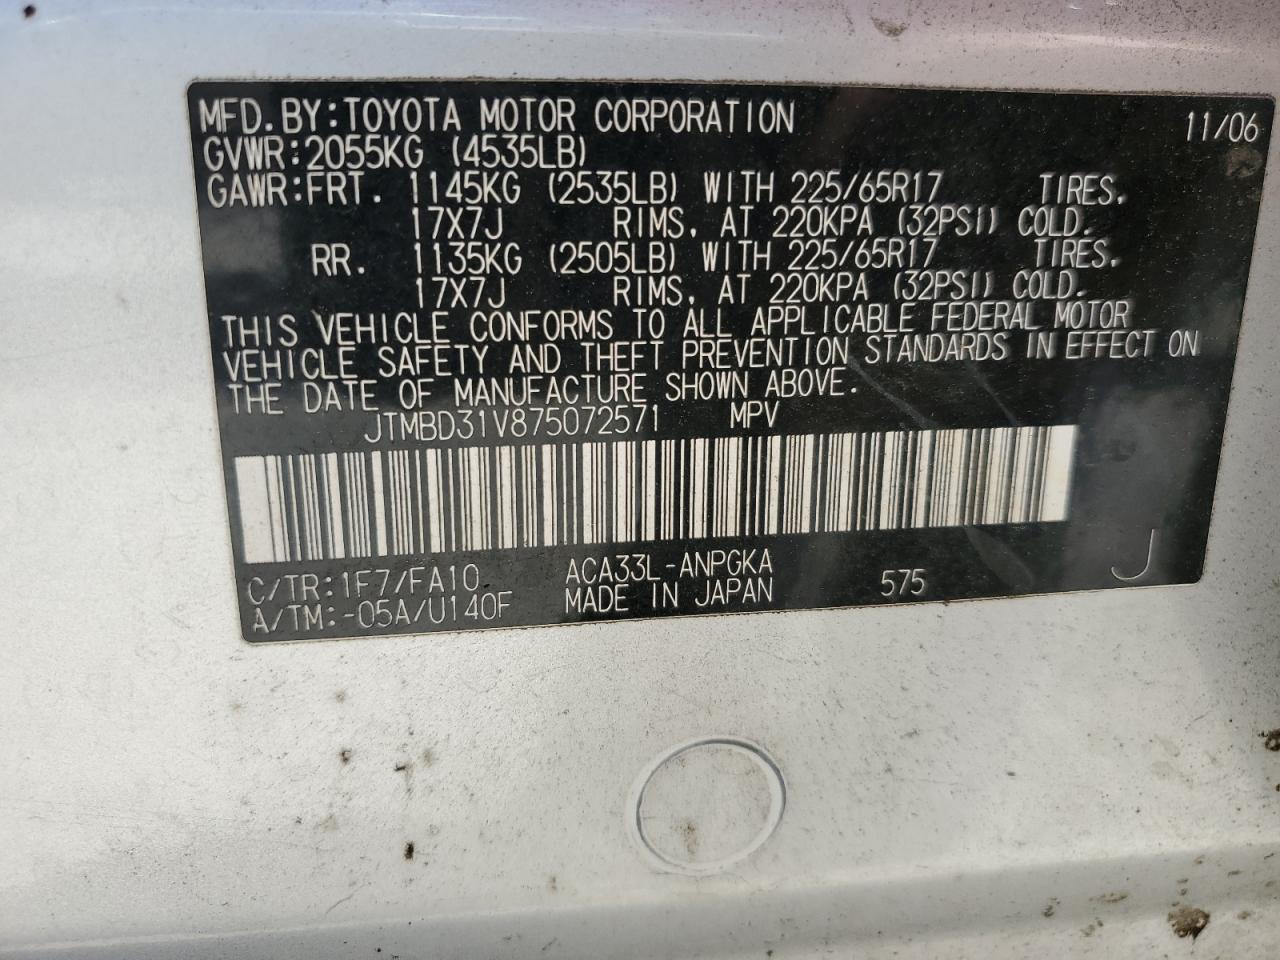 MFD.BY:TOYOTA MOTOR CORPORATION 11/06
GVWR:2055KG (4535LB)
GAWR:FRT. 1145KG (2535LB) WITH 225/65R17 TIRES,
17X7J RIMS, AT 220KPA (32PSI) COLD.
RR. 1135KG (2505LB) WITH 225/65R17 TIRES,
17X7J RIMS, AT 220KPA (32PSI) COLD.
THIS VEHICLE CONFORMS TO ALL APPLICABLE FEDERAL MOTOR
VEHICLE SAFETY AND THEFT PREVENTION STANDARDS IN EFFECT ON
THE DATE OF MANUFACTURE SHOWN ABOVE.
JTMBD31V875072571 MPV
C/TR:1F7/FA10 ACA33L-ANPGKA 575 J
A/TM:-05A/U140F MADE IN JAPAN